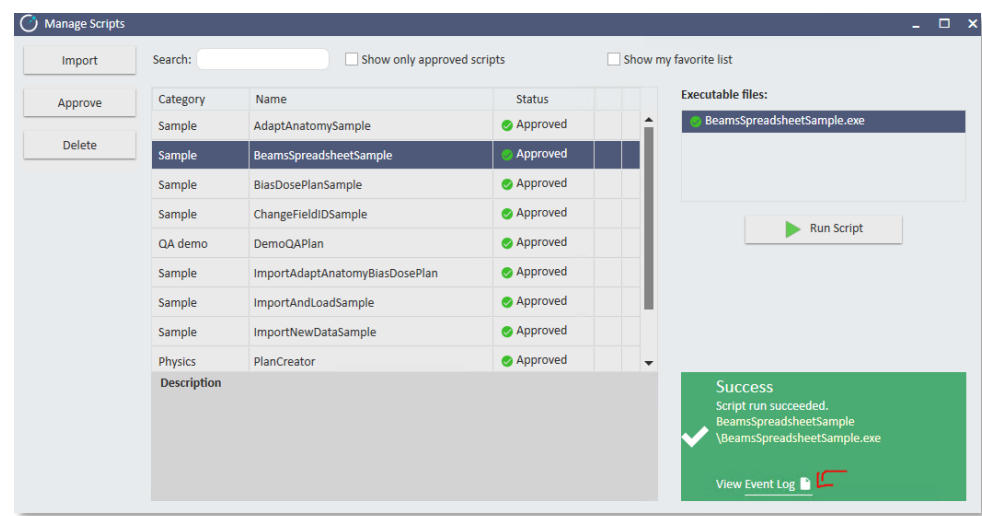 Manage Scripts
Import
Search:
Show only approved scripts
Show my favorite list
Approve
Delete
Category Name Status
Sample AdaptAnatomySample Approved
Sample BeamsSpreadsheetSample Approved
Sample BiasDosePlanSample Approved
Sample ChangeFieldIDSample Approved
QA demo DemoQAPlan Approved
Sample ImportAdaptAnatomyBiasDosePlan Approved
Sample ImportAndLoadSample Approved
Sample ImportNewDataSample Approved
Physics PlanCreator Approved
Description
Executable files:
BeamsSpreadsheetSample.exe
Run Script
Success
Script run succeeded.
BeamsSpreadsheetSample
\BeamsSpreadsheetSample.exe
View Event Log